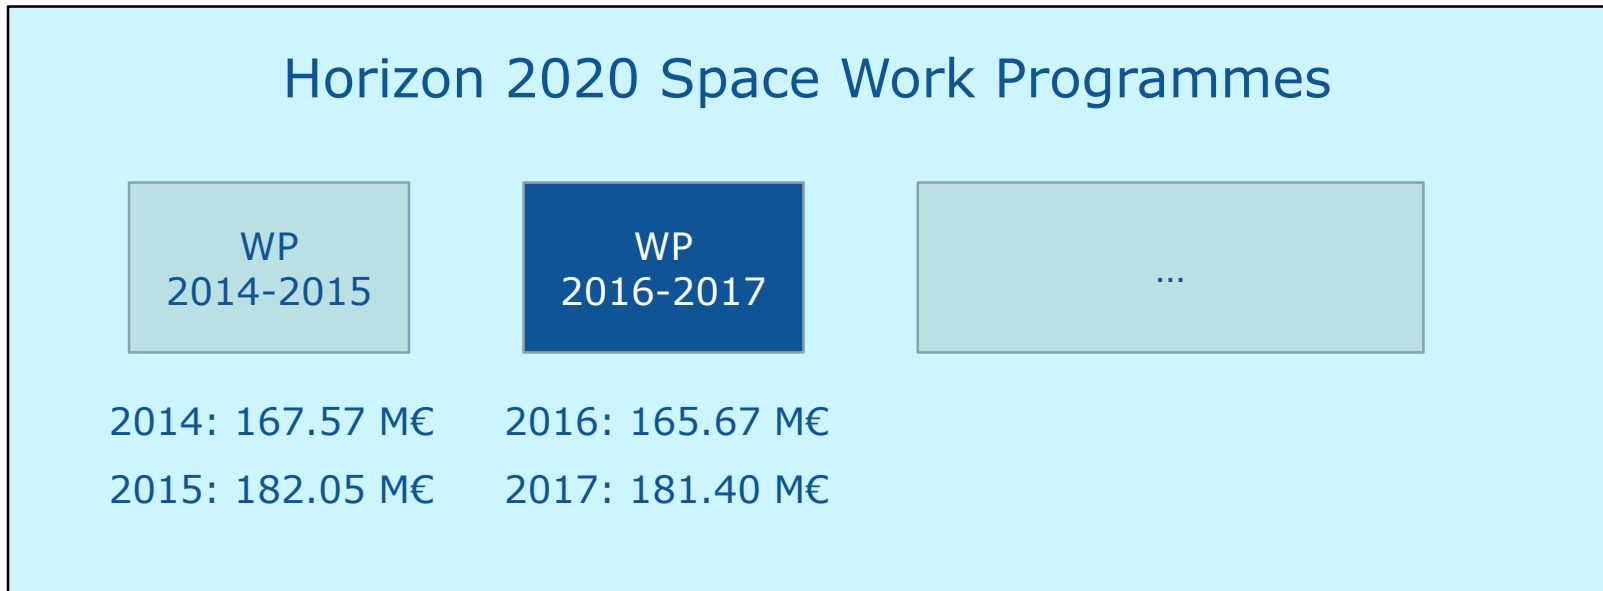 Horizon 2020 Space Work Programmes
WP
2014-2015
WP
2016-2017
...
2014: 167.57 M€
2015: 182.05 M€
2016: 165.67 M€
2017: 181.40 M€